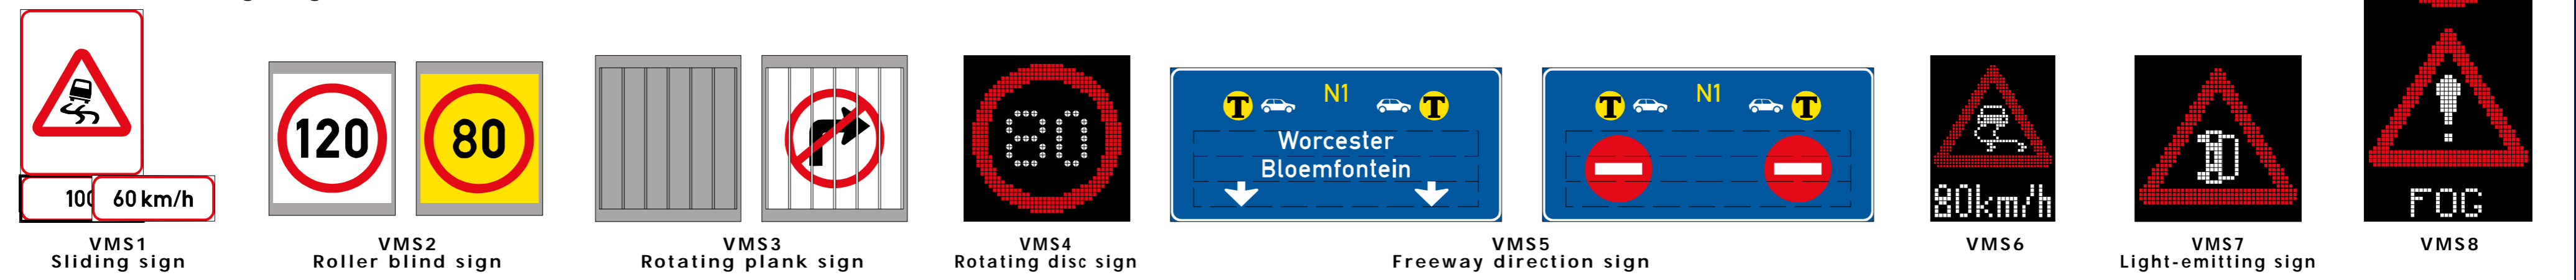 100
60 km/h
120
80
80
T
N1
T
Worcester
Bloemfontein
T
N1
T
80km/h
!
FOG
VMS1
Sliding sign
VMS2
Roller blind sign
VMS3
Rotating plank sign
VMS4
Rotating disc sign
VMS5
Freeway direction sign
VMS6
VMS7
Light-emitting sign
VMS8